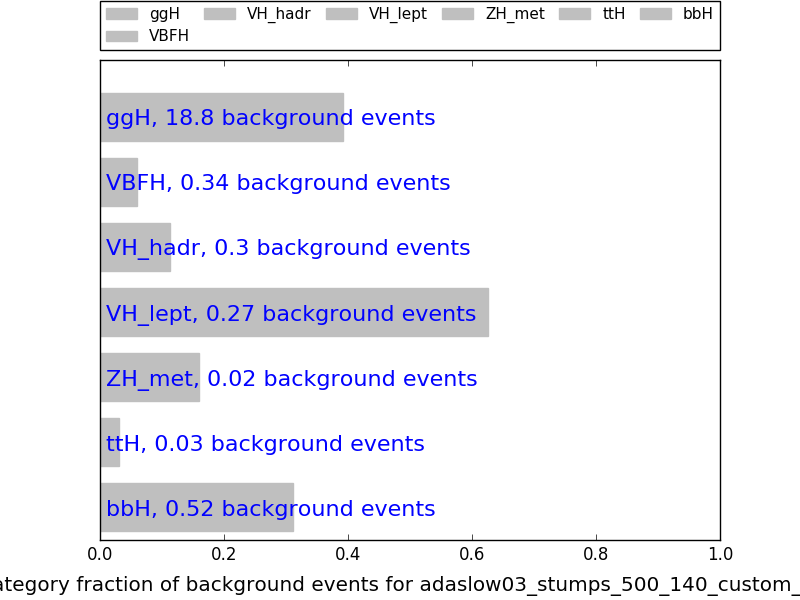 ggH VH_hadr VH_lept ZH_met ttH bbH
VBFH
ggH, 18.8 background events
VBFH, 0.34 background events
VH_hadr, 0.3 background events
VH_lept, 0.27 background events
ZH_met, 0.02 background events
ttH, 0.03 background events
bbH, 0.52 background events
0.0 0.2 0.4 0.6 0.8 1.0
ategory fraction of background events for adaslow03_stumps_500_140_custom_